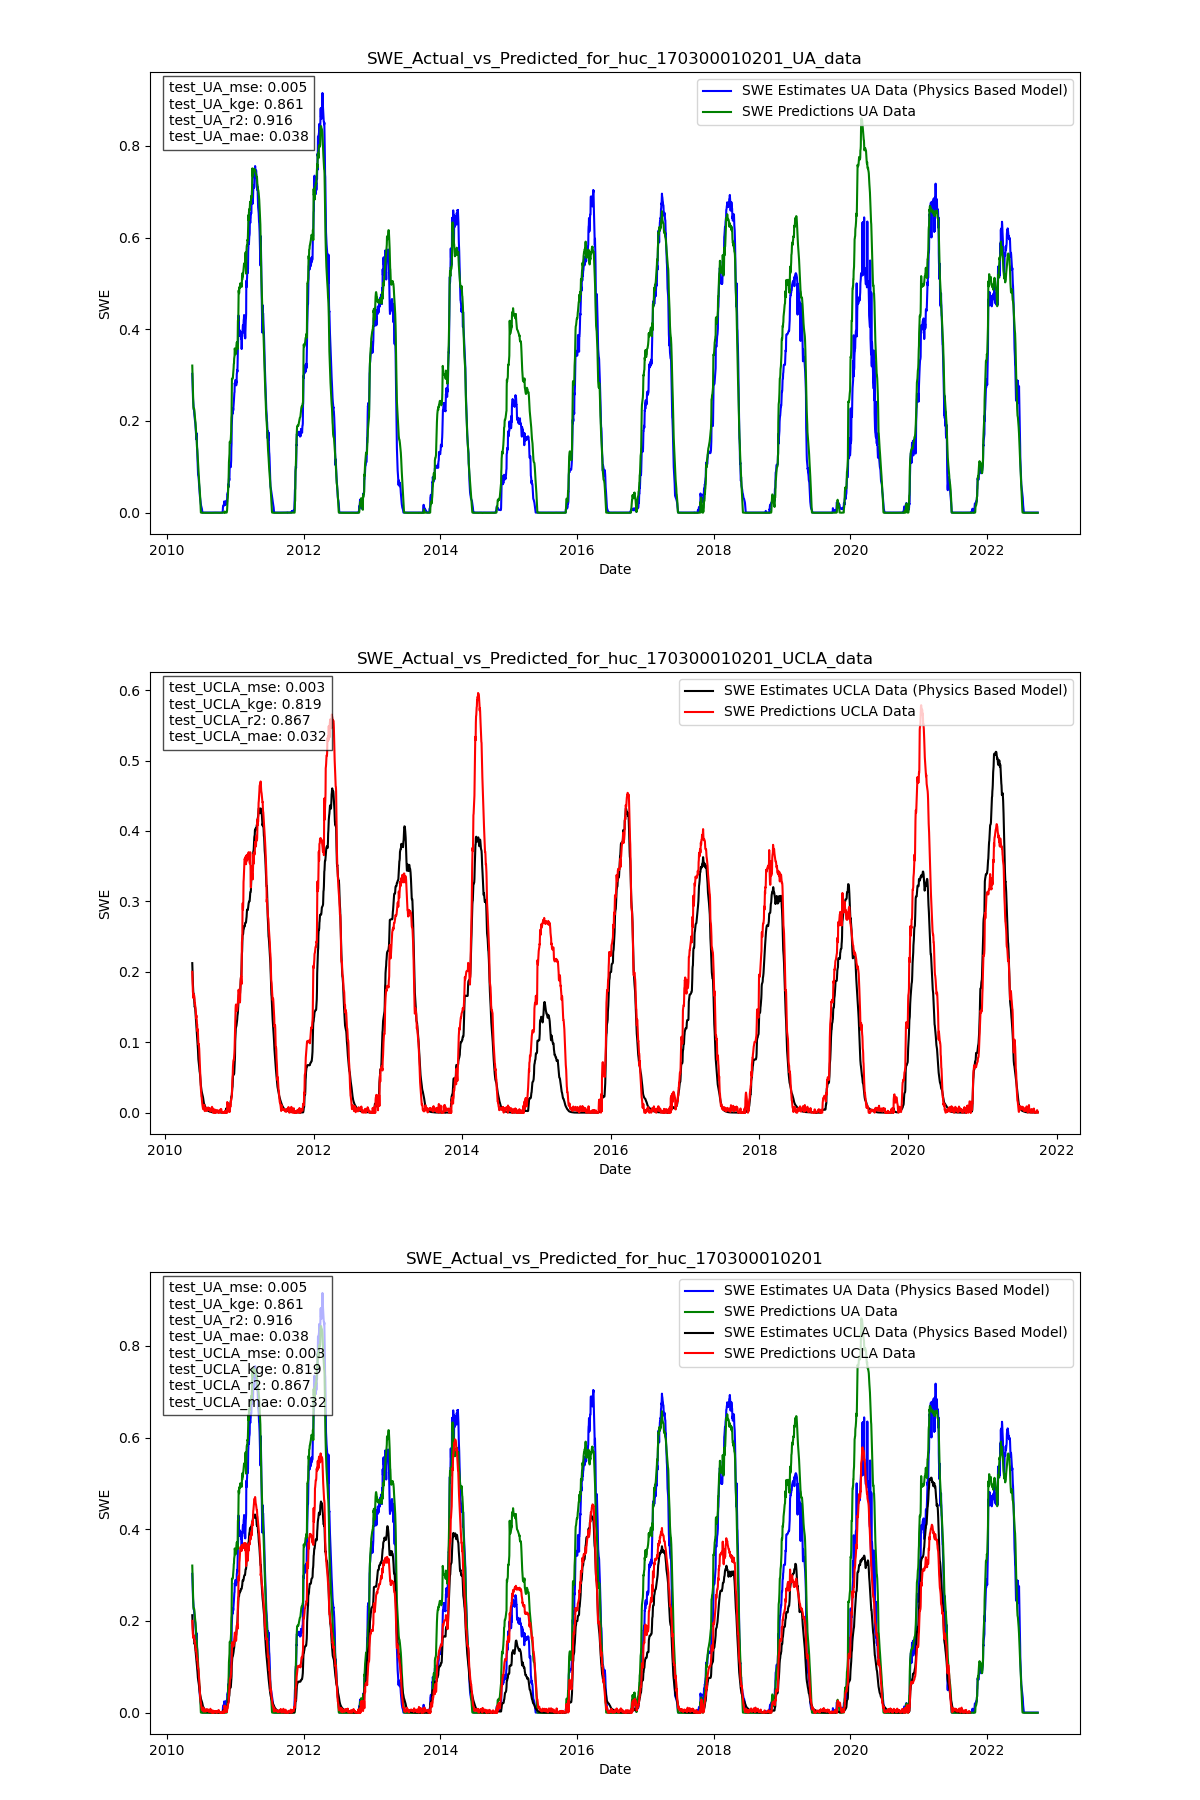 SWE_Actual_vs_Predicted_for_huc_170300010201_UA_data
test_UA_mse: 0.005
test_UA_kge: 0.861
test_UA_r2: 0.916
test_UA_mae: 0.038
SWE Estimates UA Data (Physics Based Model)
SWE Predictions UA Data
0.8
0.6
0.4
0.2
0.0
SWE
2010 2012 2014 2016 2018 2020 2022
Date
SWE_Actual_vs_Predicted_for_huc_170300010201_UCLA_data
test_UCLA_mse: 0.003
test_UCLA_kge: 0.819
test_UCLA_r2: 0.867
test_UCLA_mae: 0.032
SWE Estimates UCLA Data (Physics Based Model)
SWE Predictions UCLA Data
0.6
0.5
0.4
0.3
0.2
0.1
0.0
SWE
2010 2012 2014 2016 2018 2020 2022
Date
SWE_Actual_vs_Predicted_for_huc_170300010201
test_UA_mse: 0.005
test_UA_kge: 0.861
test_UA_r2: 0.916
test_UA_mae: 0.038
test_UCLA_mse: 0.003
test_UCLA_kge: 0.819
test_UCLA_r2: 0.867
test_UCLA_mae: 0.032
SWE Estimates UA Data (Physics Based Model)
SWE Predictions UA Data
SWE Estimates UCLA Data (Physics Based Model)
SWE Predictions UCLA Data
0.8
0.6
0.4
0.2
0.0
SWE
2010 2012 2014 2016 2018 2020 2022
Date